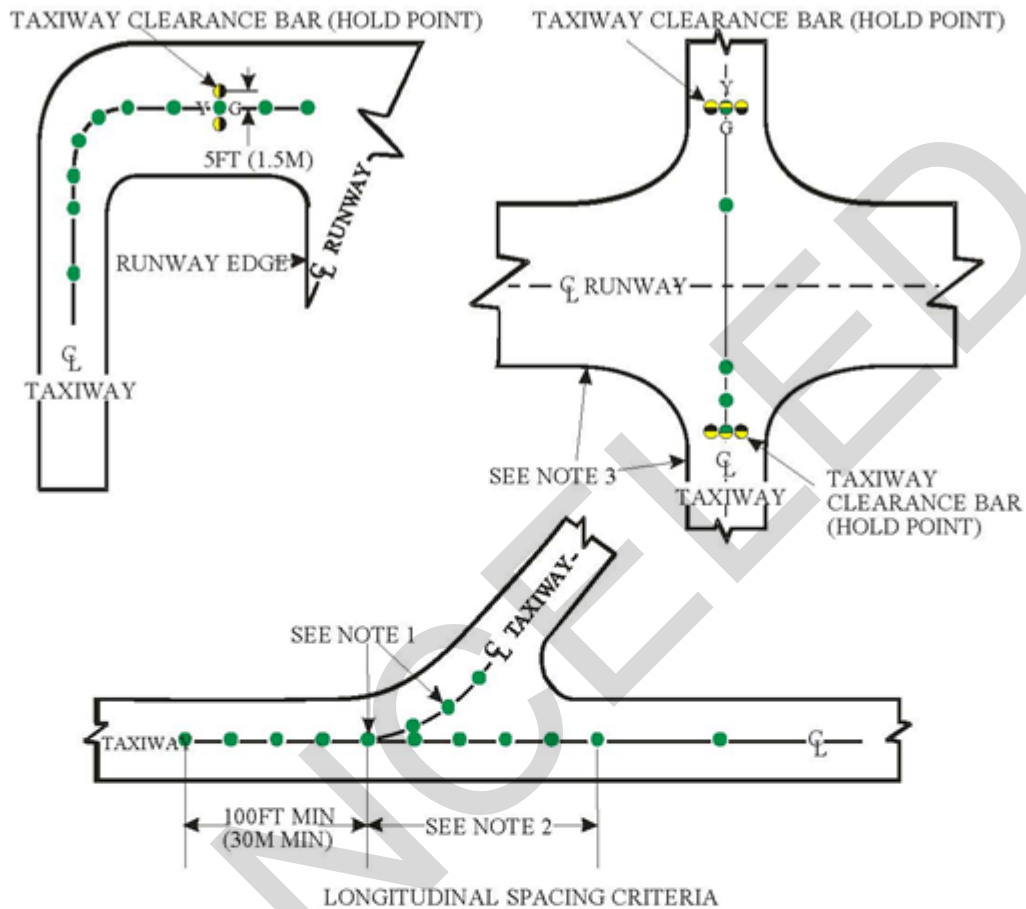 TAXIWAY CLEARANCE BAR (HOLD POINT)
Y G
5FT (1.5M)
RUNWAY EDGE
℄ RUNWAY
℄
TAXIWAY
TAXIWAY CLEARANCE BAR (HOLD POINT)
Y
G
℄ RUNWAY
SEE NOTE 3
℄
TAXIWAY
TAXIWAY
CLEARANCE BAR
(HOLD POINT)
SEE NOTE 1
℄ TAXIWAY
TAXIWAY
℄
100FT MIN
(30M MIN)
SEE NOTE 2
LONGITUDINAL SPACING CRITERIA
NCELED